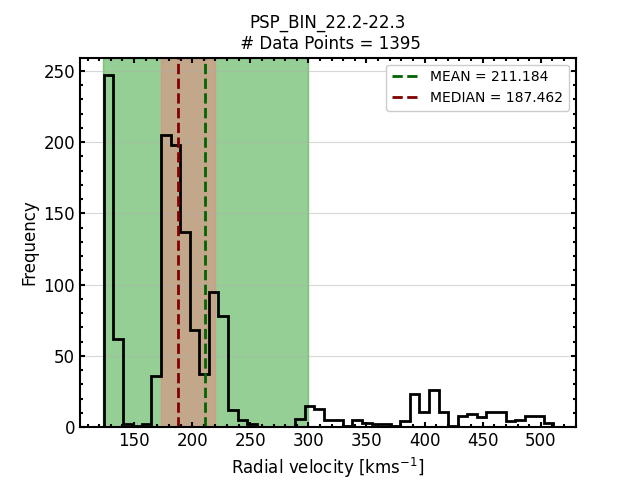 PSP_BIN_22.2-22.3
# Data Points = 1395
MEAN = 211.184
MEDIAN = 187.462
Frequency
250
200
150
100
50
0
150 200 250 300 350 400 450 500
Radial velocity [kms⁻¹]